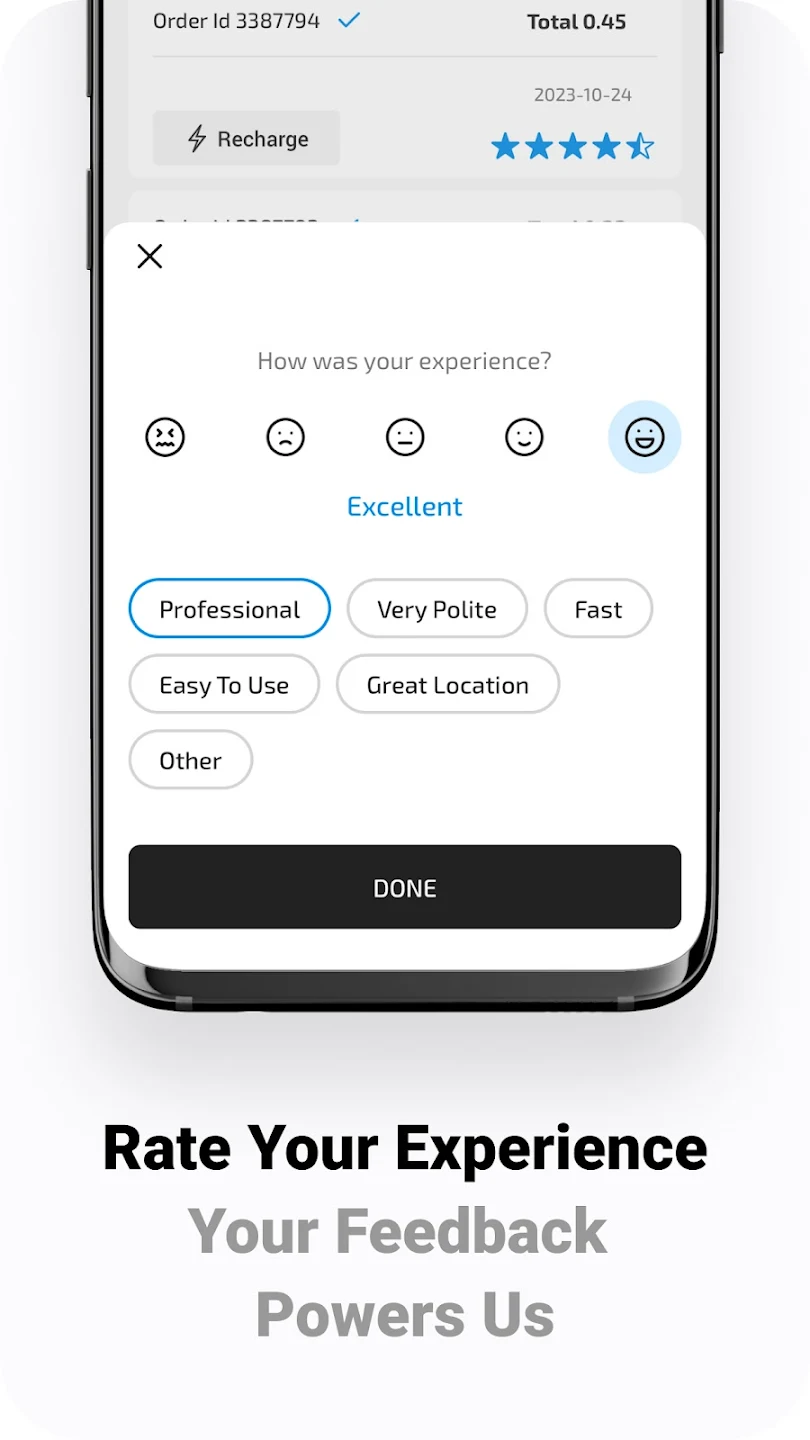 Order Id 3387794 Total 0.45
2023-10-24
Recharge
How was your experience?
Excellent
Professional Very Polite Fast
Easy To Use Great Location
Other
DONE
Rate Your Experience
Your Feedback
Powers Us